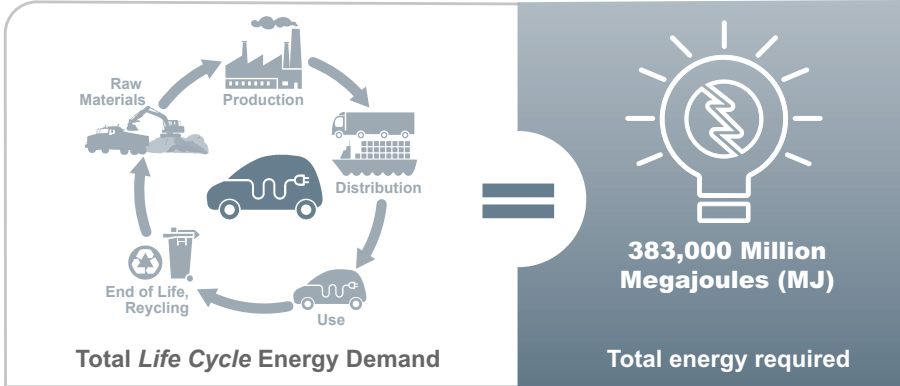 Raw
Materials
Production
Distribution
Use
End of Life,
Reycling
Total Life Cycle Energy Demand
383,000 Million
Megajoules (MJ)
Total energy required